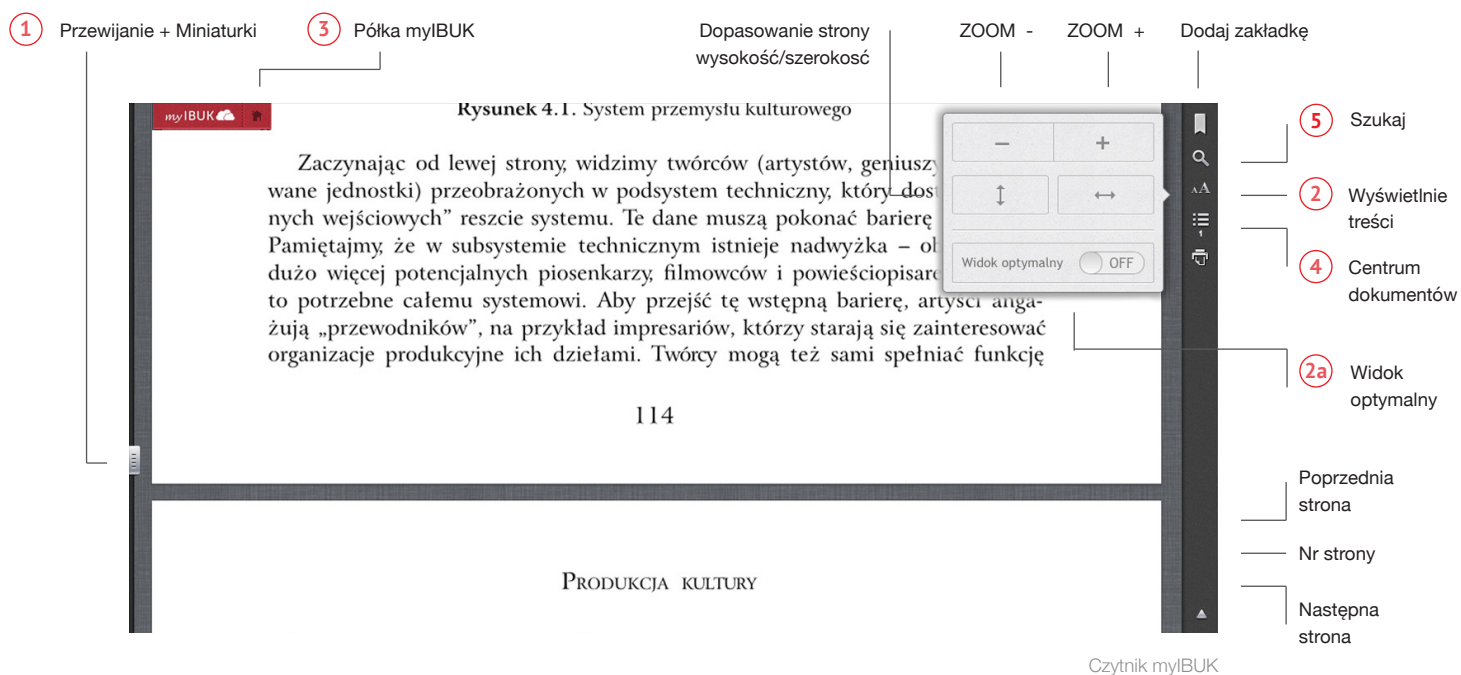 1 Przewijanie + Miniaturki
3 Półka myIBUK
Dopasowanie strony
wysokość/szerokosć
ZOOM -
ZOOM +
Dodaj zakładkę
myIBUK
Rysunek 4.1. System przemysłu kulturowego
Zaczynając od lewej strony, widzimy twórców (artystów, geniuszy
wane jednostki) przeobrażonych w podsystem techniczny, który dos
nych wejściowych” reszcie systemu. Te dane muszą pokonać barierę
Pamiętajmy, że w subsystemie technicznym istnieje nadwyżka – o
dużo więcej potencjalnych piosenkarzy, filmowców i powieściopisare
to potrzebne całemu systemowi. Aby przejść tę wstępną barierę, artyści anga-
żują „przewodników”, na przykład impresariów, którzy starają się zainteresować
organizacje produkcyjne ich dziełami. Twórcy mogą też sami spełniać funkcję
114
Produkcja kultury
− +
Widok optymalny OFF
AA
1
5 Szukaj
2 Wyświetlnie
treści
4 Centrum
dokumentów
2a Widok
optymalny
Poprzednia
strona
Nr strony
Następna
strona
Czytnik myIBUK